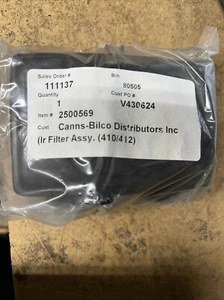 Sales Order # Bin
111137 80505
Quantity Cust PO #
1 V430624
Item # 2500569
Cust Canns-Bilco Distributors Inc
(Ir Filter Assy. (410/412)